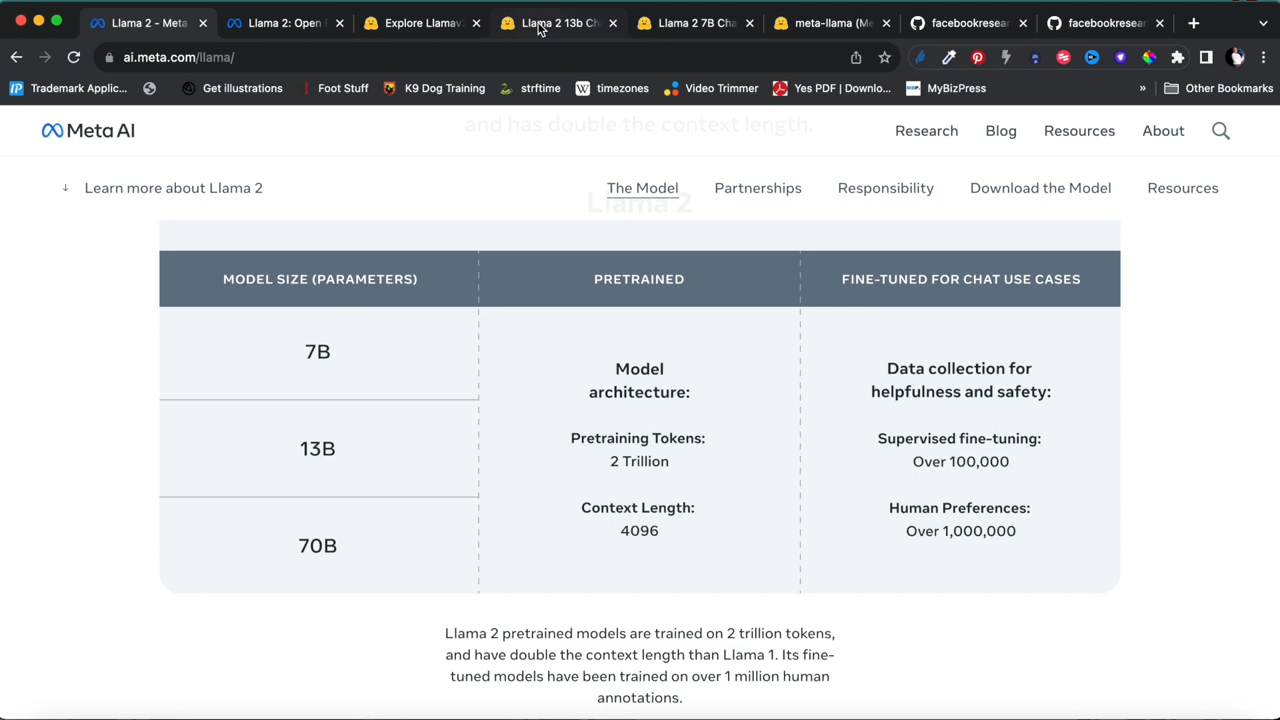 Llama 2 - Meta
Llama 2: Open
Explore Llamav
Llama 2 13b Ch
Llama 2 7B Cha
meta-llama (Me
facebookresear
facebookresear
ai.meta.com/llama/
Trademark Applic...
Get illustrations
Foot Stuff
K9 Dog Training
strftime
timezones
Video Trimmer
Yes PDF | Downlo...
MyBizPress
»
Other Bookmarks
and has double the context length.
Meta AI
Research
Blog
Resources
About
Learn more about Llama 2
The Model
Partnerships
Responsibility
Download the Model
Resources
Llama 2
MODEL SIZE (PARAMETERS)
PRETRAINED
FINE-TUNED FOR CHAT USE CASES
7B
13B
70B
Model
architecture:
Pretraining Tokens:
2 Trillion
Context Length:
4096
Data collection for
helpfulness and safety:
Supervised fine-tuning:
Over 100,000
Human Preferences:
Over 1,000,000
Llama 2 pretrained models are trained on 2 trillion tokens,
and have double the context length than Llama 1. Its fine-
tuned models have been trained on over 1 million human
annotations.